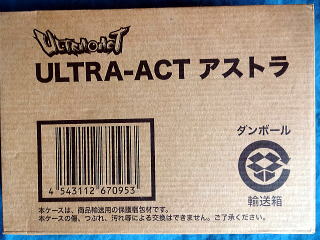 ULTRA-ACT
ULTRA-ACT アストラ
ダンボール
4 543112 670953
輸送箱
本ケースは、商品輸送用の保護梱包材です。
本ケースの傷、つぶれ、汚れ等による交換はできません。ご了承ください。